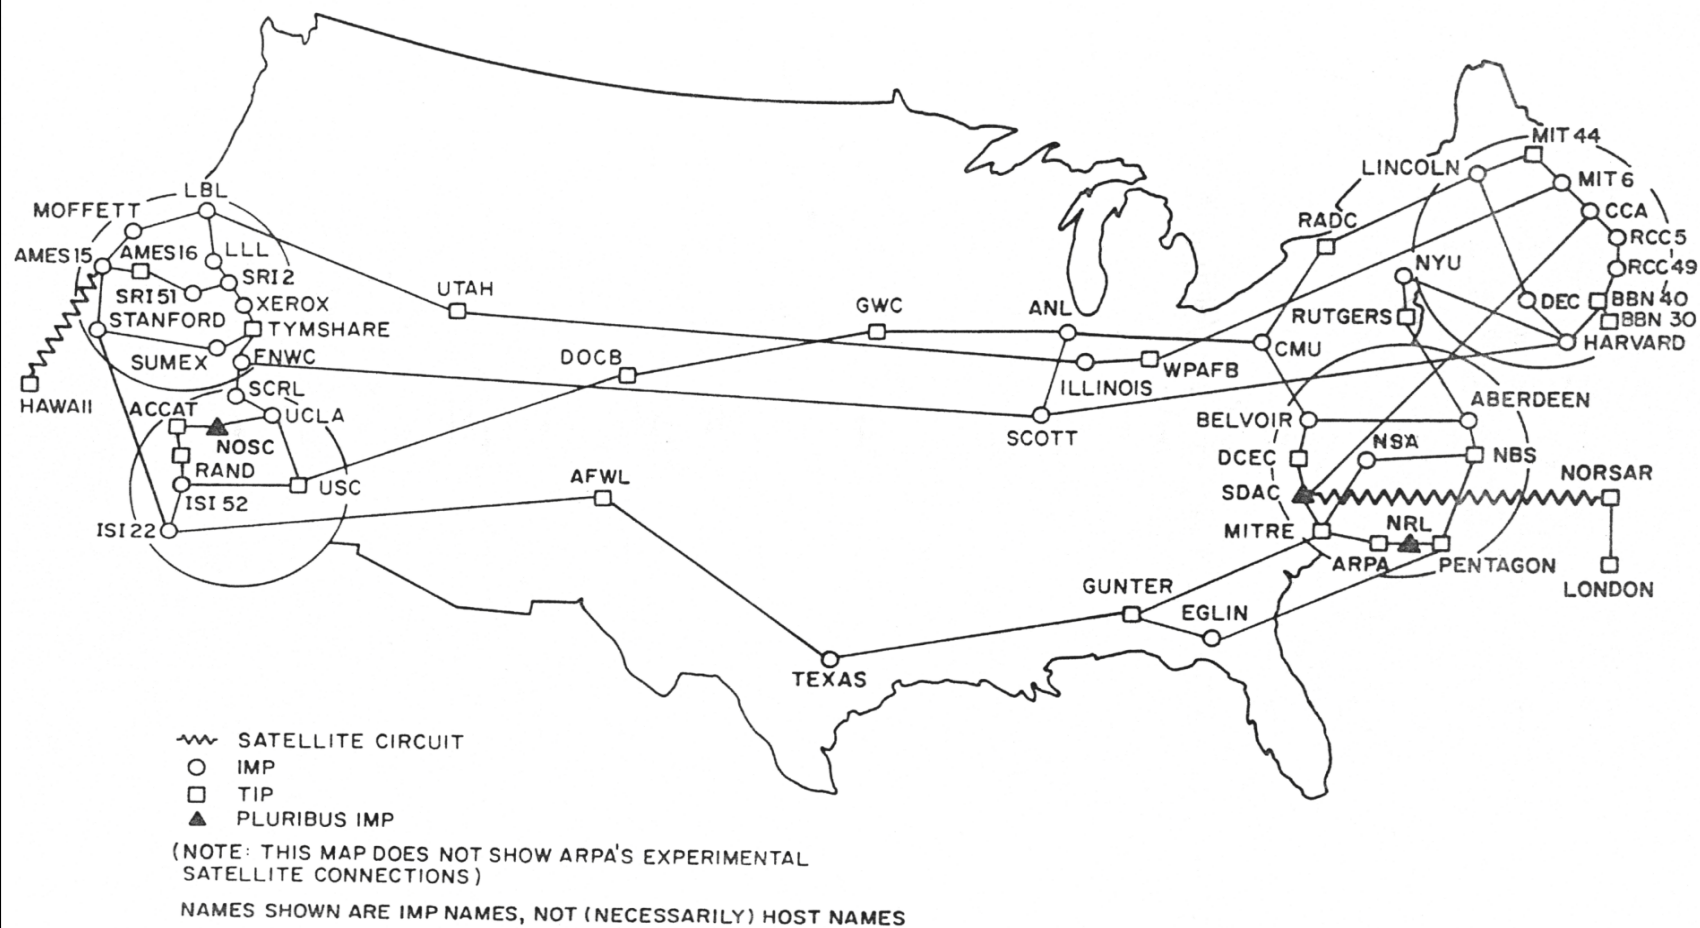 MIT 44
LINCOLN
MIT 6
LBL
MOFFETT
CCA
RADC
RCC 5
AMES 15
AMES16
LLL
NYU
RCC 49
SRI 2
SRI 51
UTAH
XEROX
GWC
ANL
DEC
BBN 40
STANFORD
TYMSHARE
RUTGERS
BBN 30
SUMEX
FNWC
DOCB
CMU
HARVARD
WPAFB
ILLINOIS
HAWAII
SCRL
ACCAT
UCLA
ABERDEEN
BELVOIR
SCOTT
NOSC
NSA
RAND
DCEC
NBS
AFWL
NORSAR
USC
SDAC
ISI 52
ISI 22
MITRE
NRL
ARPA
PENTAGON
GUNTER
LONDON
EGLIN
TEXAS
SATELLITE CIRCUIT
IMP
TIP
PLURIBUS IMP
(NOTE: THIS MAP DOES NOT SHOW ARPA'S EXPERIMENTAL
SATELLITE CONNECTIONS)
NAMES SHOWN ARE IMP NAMES, NOT (NECESSARILY) HOST NAMES